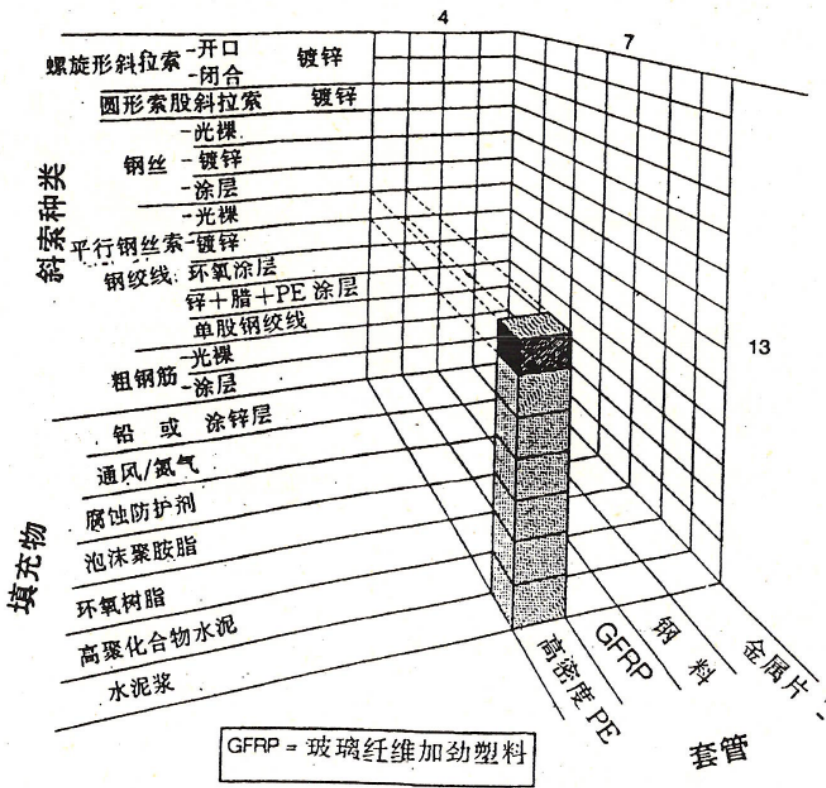 4
7
13
斜索种类
螺旋形斜拉索
-开口 镀锌
-闭合
圆形索股斜拉索 镀锌
钢丝
-光裸
-镀锌
-涂层
平行钢丝索
-光裸
-镀锌
钢绞线:环氧涂层
锌+腊+PE 涂层
单股钢绞线
粗钢筋
-光裸
-涂层
填充物
铅 或 涂锌层
通风/氮气
腐蚀防护剂
泡沫聚胺脂
环氧树脂
高聚化合物水泥
水泥浆
高密度 PE
GFRP
钢 料
金属片
套管
GFRP = 玻璃纤维加劲塑料